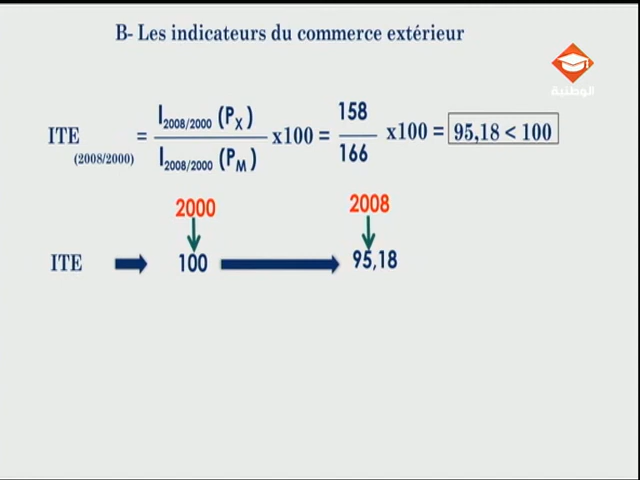 B- Les indicateurs du commerce extérieur
الوطنية
ITE (2008/2000) = I2008/2000 (PX) / I2008/2000 (PM) x100 = 158 / 166 x100 = 95,18 < 100
2000 2008
ITE 100 95,18